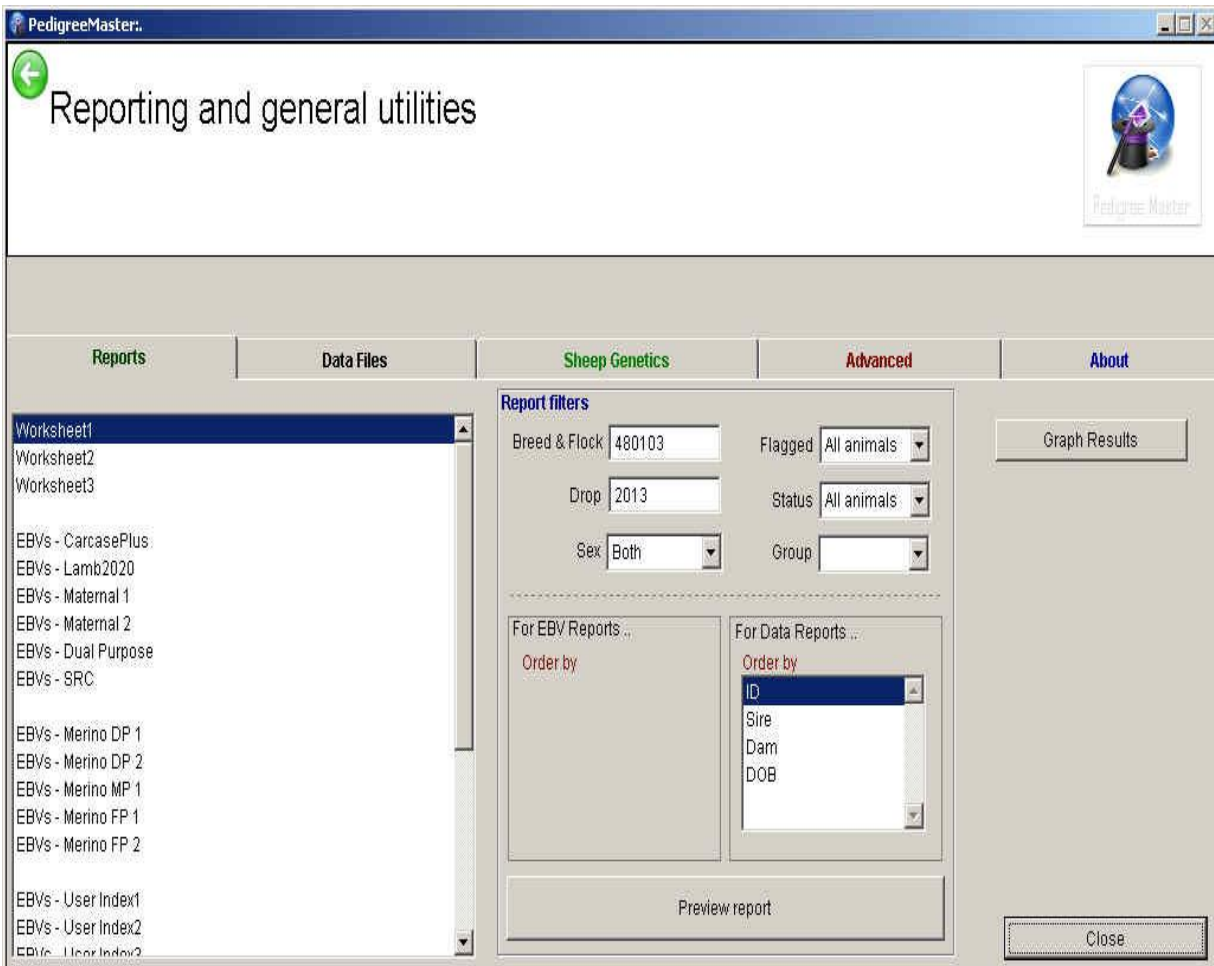 PedigreeMaster:.
Reporting and general utilities
Pedigree Master
Reports
Data Files
Sheep Genetics
Advanced
About
Worksheet1
Worksheet2
Worksheet3
EBVs - CarcasePlus
EBVs - Lamb2020
EBVs - Maternal 1
EBVs - Maternal 2
EBVs - Dual Purpose
EBVs - SRC
EBVs - Merino DP 1
EBVs - Merino DP 2
EBVs - Merino MP 1
EBVs - Merino FP 1
EBVs - Merino FP 2
EBVs - User Index1
EBVs - User Index2
EBVs - User Index3
Report filters
Breed & Flock 480103
Flagged All animals
Drop 2013
Status All animals
Sex Both
Group
For EBV Reports ..
Order by
For Data Reports ..
Order by
ID
Sire
Dam
DOB
Preview report
Graph Results
Close